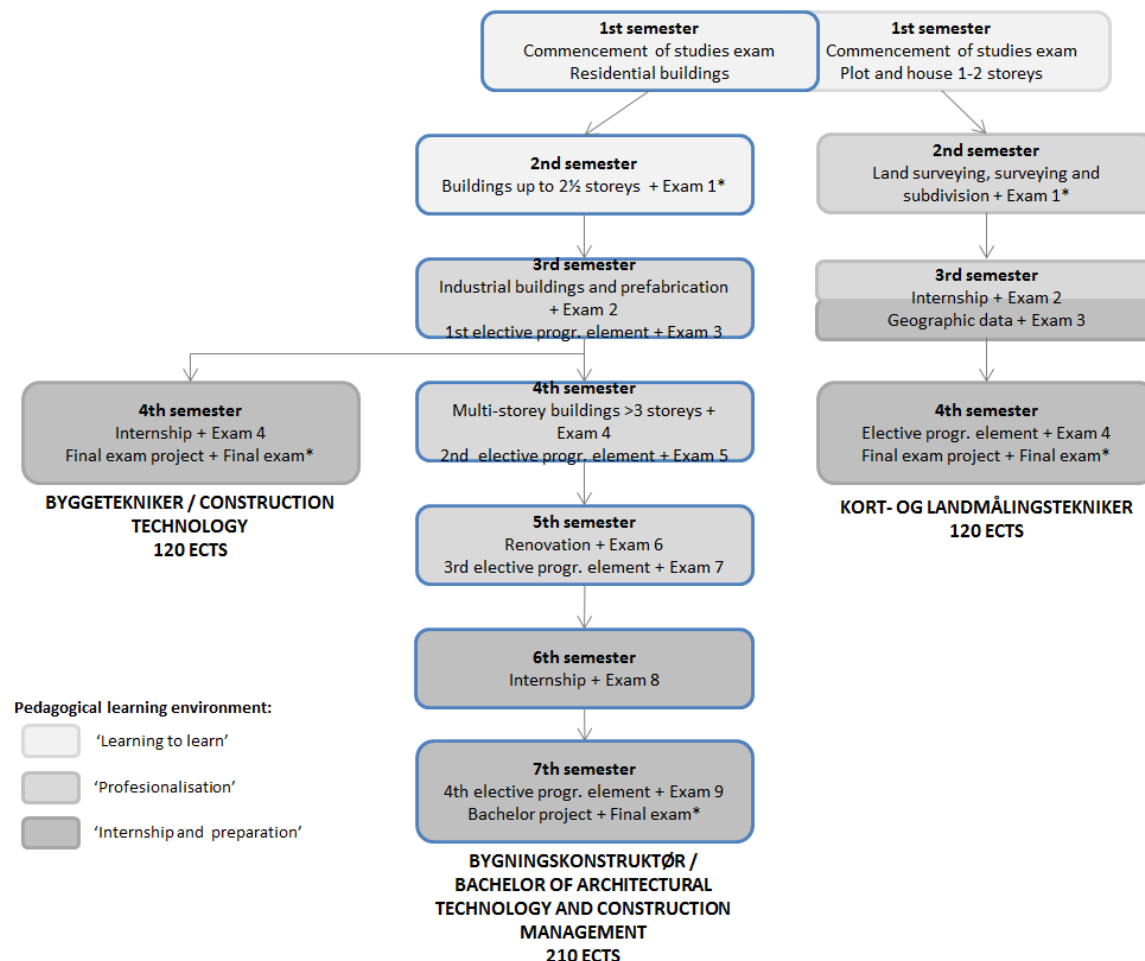 1st semester
Commencement of studies exam
Residential buildings
1st semester
Commencement of studies exam
Plot and house 1-2 storeys
2nd semester
Buildings up to 2½ storeys + Exam 1*
2nd semester
Land surveying, surveying and
subdivision + Exam 1*
3rd semester
Industrial buildings and prefabrication
+ Exam 2
1st elective progr. element + Exam 3
3rd semester
Internship + Exam 2
Geographic data + Exam 3
4th semester
Internship + Exam 4
Final exam project + Final exam*
BYGGETEKNIKER / CONSTRUCTION
TECHNOLOGY
120 ECTS
4th semester
Multi-storey buildings >3 storeys +
Exam 4
2nd elective progr. element + Exam 5
4th semester
Elective progr. element + Exam 4
Final exam project + Final exam*
KORT- OG LANDMÅLINGSTEKNIKER
120 ECTS
5th semester
Renovation + Exam 6
3rd elective progr. element + Exam 7
6th semester
Internship + Exam 8
7th semester
4th elective progr. element + Exam 9
Bachelor project + Final exam*
BYGNINGSKONSTRUKTØR /
BACHELOR OF ARCHITECTURAL
TECHNOLOGY AND CONSTRUCTION
MANAGEMENT
210 ECTS
Pedagogical learning environment:
‘Learning to learn’
‘Profesionalisation’
‘Internship and preparation’